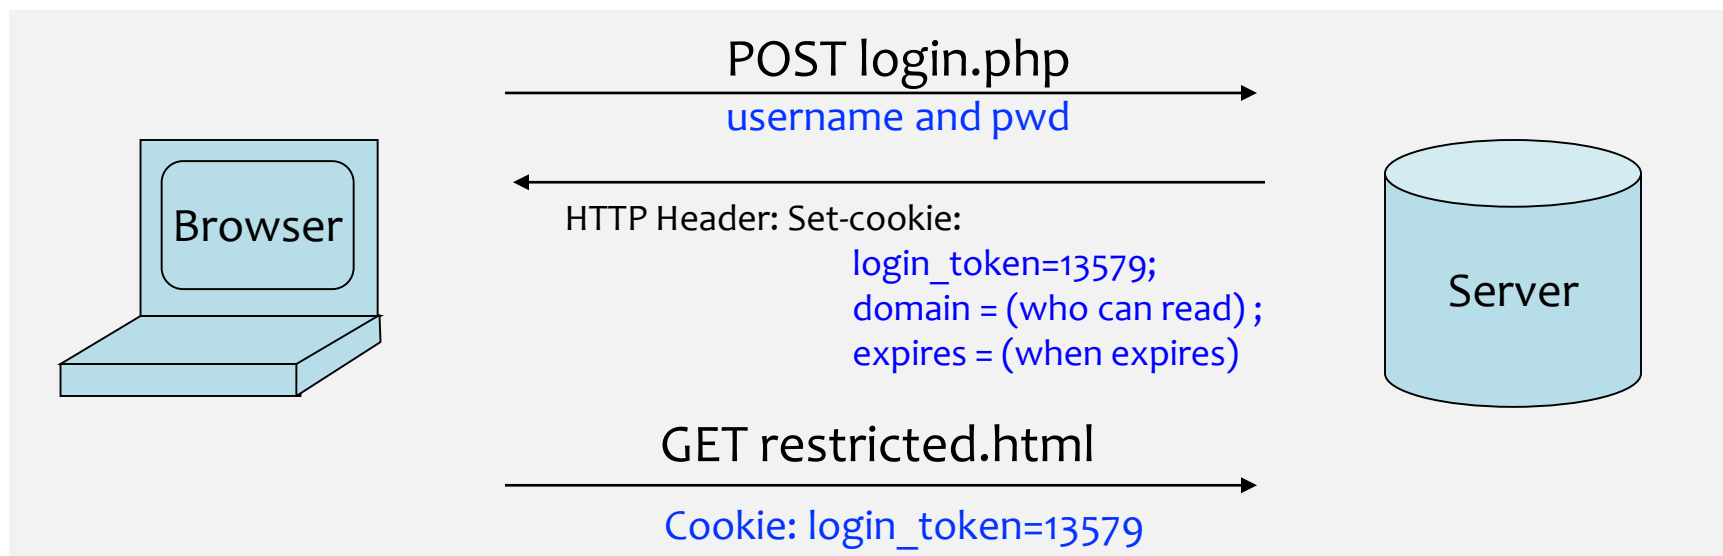 POST login.php
username and pwd
Browser
HTTP Header: Set-cookie:
login_token=13579;
domain = (who can read) ;
expires = (when expires)
Server
GET restricted.html
Cookie: login_token=13579